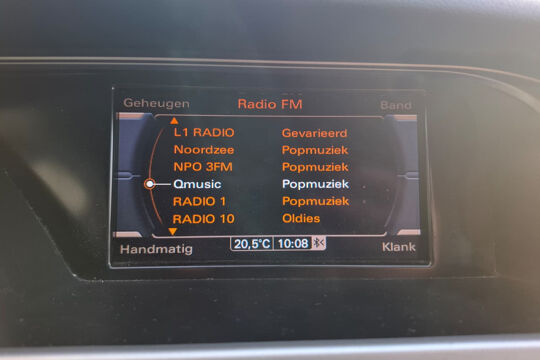 Geheugen Radio FM Band
L1 RADIO Gevarieerd
Noordzee Popmuziek
NPO 3FM Popmuziek
Qmusic Popmuziek
RADIO 1 Popmuziek
RADIO 10 Oldies
Handmatig 20,5°C 10:08 Klank